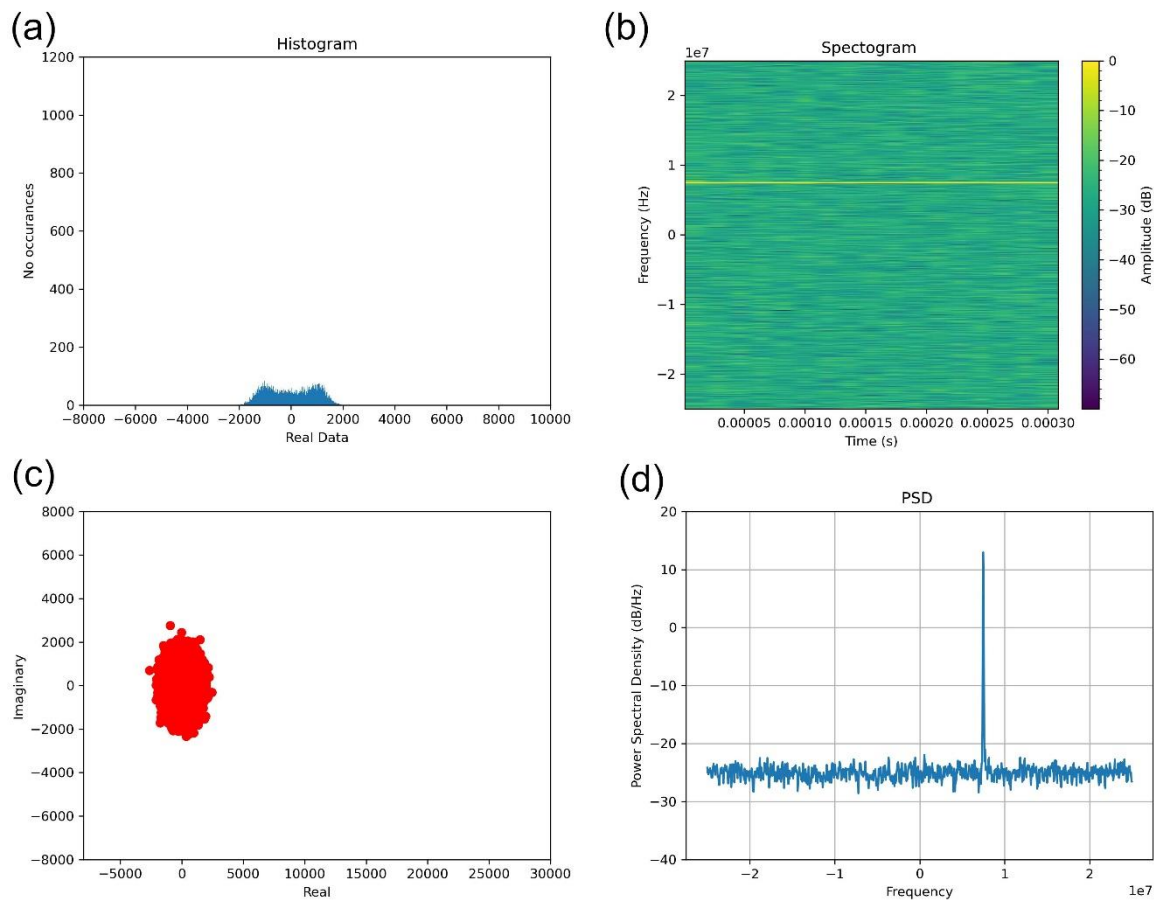 (a)
Histogram
1200
1000
800
600
400
200
0
No occurances
−8000 −6000 −4000 −2000 0 2000 4000 6000 8000 10000
Real Data
(b)
1e7
Spectogram
2
1
0
−1
−2
Frequency (Hz)
0.00005 0.00010 0.00015 0.00020 0.00025 0.00030
Time (s)
0
−10
−20
−30
−40
−50
−60
Amplitude (dB)
(c)
8000
6000
4000
2000
0
−2000
−4000
−6000
−8000
Imaginary
−5000 0 5000 10000 15000 20000 25000 30000
Real
(d)
PSD
20
10
0
−10
−20
−30
−40
Power Spectral Density (dB/Hz)
−2 −1 0 1 2
1e7
Frequency